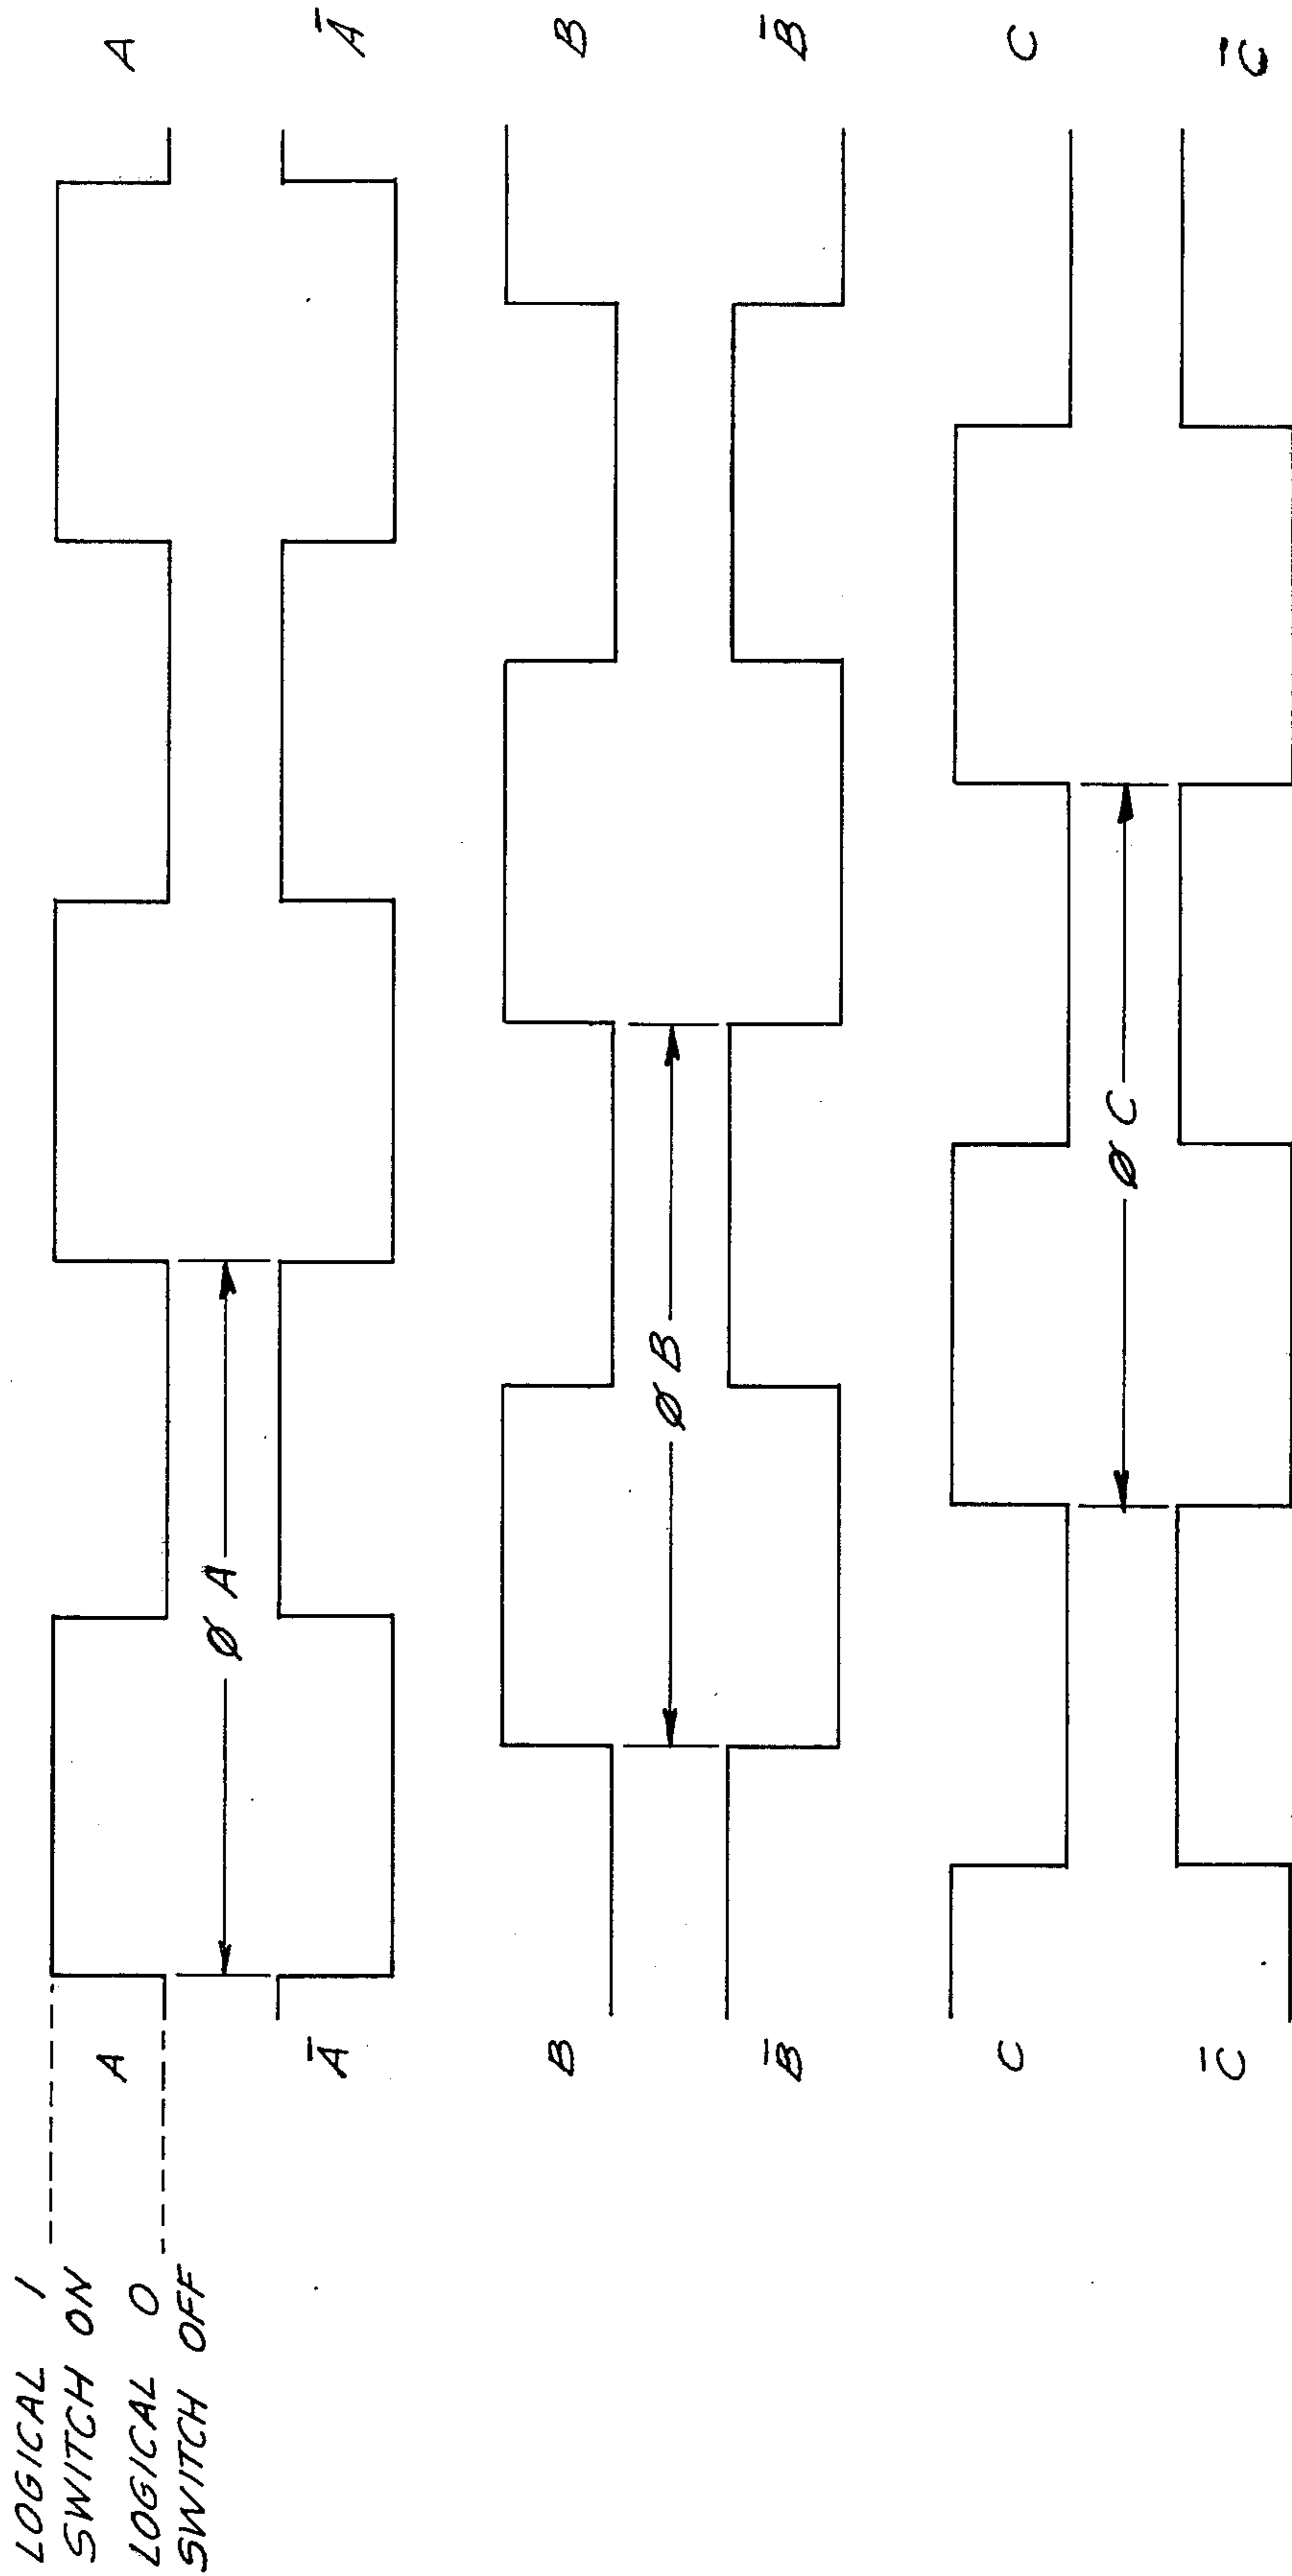 LOGICAL 1
SWITCH ON
LOGICAL 0
SWITCH OFF
A
A
Ø A
Ā
Ā
B
B
Ø B
B̄
B̄
C
C
Ø C
C̄
C̄